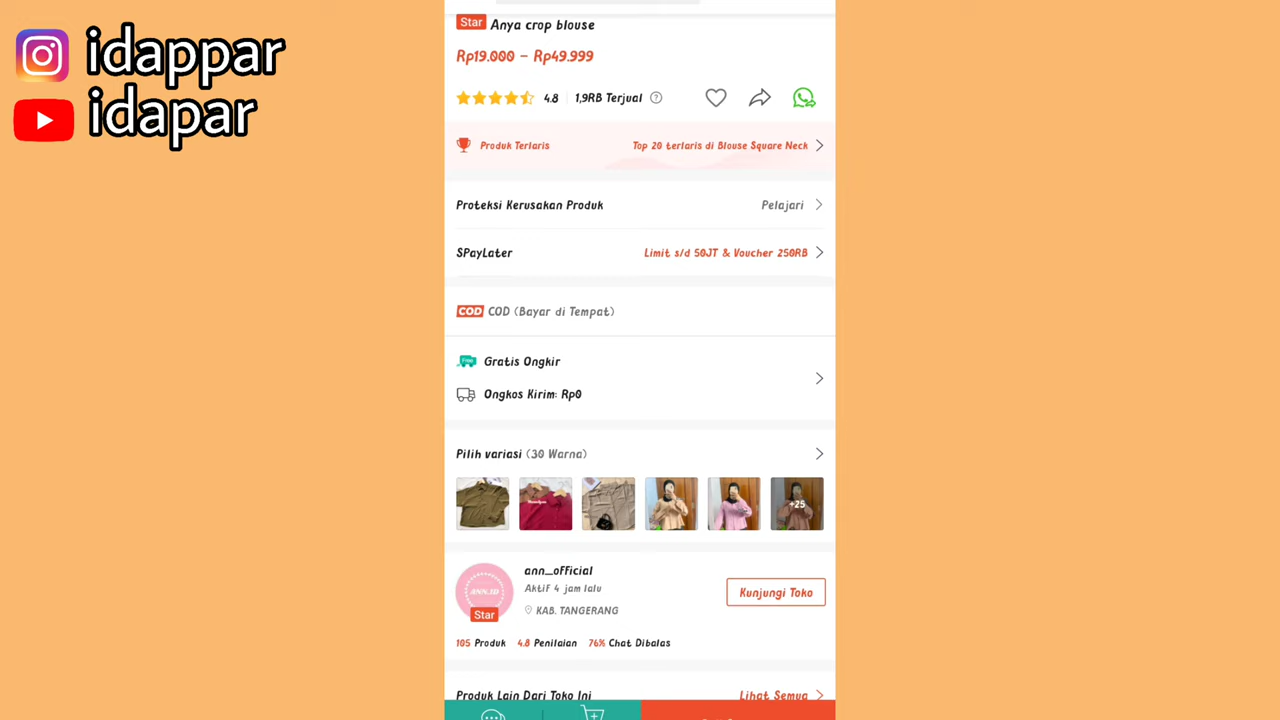 idappar
idapar
Star Anya crop blouse
Rp19.000 – Rp49.999
4.8 1,9RB Terjual ?
Produk Terlaris Top 20 terlaris di Blouse Square Neck
Proteksi Kerusakan Produk Pelajari
SPayLater Limit s/d 50JT & Voucher 250RB
COD COD (Bayar di Tempat)
Free Gratis Ongkir
Ongkos Kirim: Rp0
Pilih variasi (30 Warna)
+25
ann_official
Aktif 4 jam lalu
ANN.ID
Kunjungi Toko
Star
KAB. TANGERANG
105 Produk 4.8 Penilaian 76% Chat Dibalas
Produk Lain Dari Toko Ini Lihat Semua